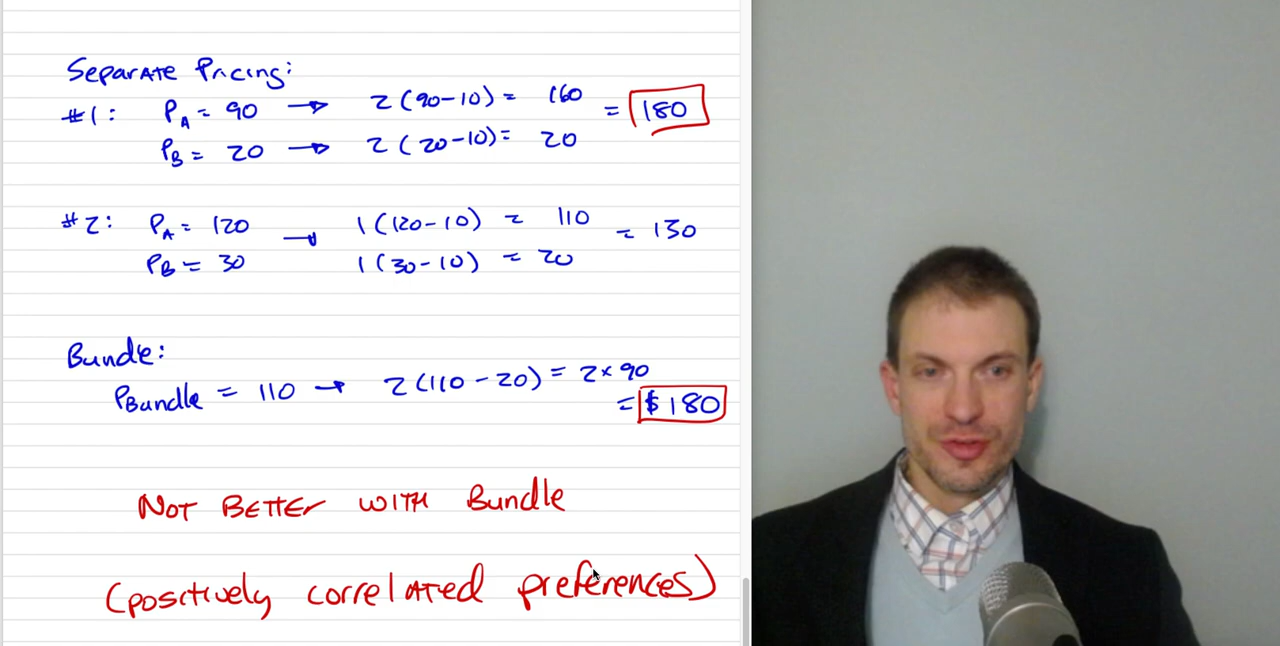 Separate Pricing:
#1: PA = 90 → 2(90-10) = 160 = 180
PB = 20 → 2(20-10) = 20
#2: PA = 120 → 1(120-10) = 110 = 130
PB = 30 1(30-10) = 20
Bundle:
PBundle = 110 → 2(110-20) = 2×90
= $180
NOT BETTER WITH Bundle
(positively correlated preferences)